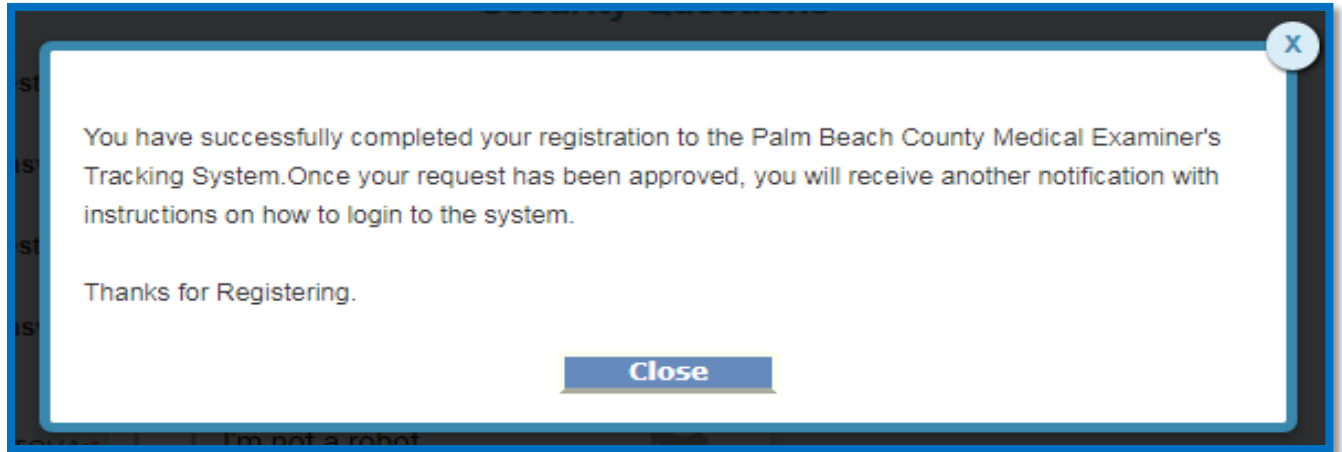 X
You have successfully completed your registration to the Palm Beach County Medical Examiner's
Tracking System.Once your request has been approved, you will receive another notification with
instructions on how to login to the system.
Thanks for Registering.
Close
I'm not a robot